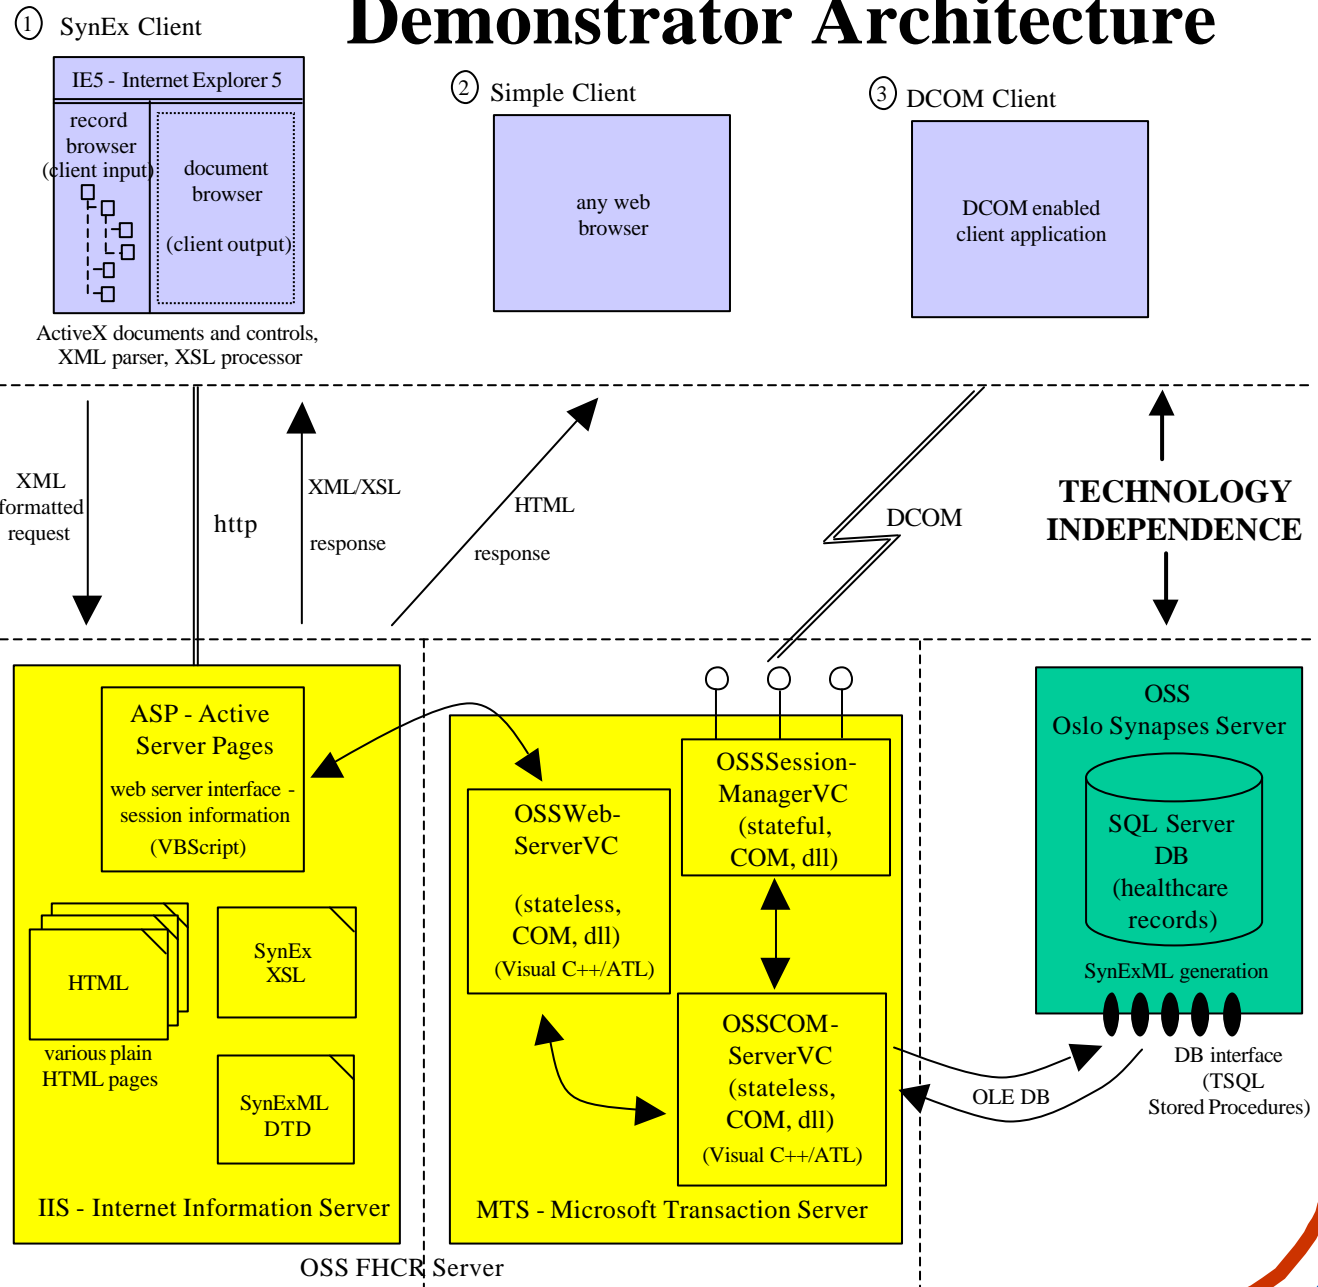 Demonstrator Architecture
1 SynEx Client
IE5 - Internet Explorer 5
record
browser
(client input)
document
browser
(client output)
ActiveX documents and controls,
XML parser, XSL processor
2 Simple Client
any web
browser
3 DCOM Client
DCOM enabled
client application
XML
formatted
request
http
XML/XSL
response
HTML
response
DCOM
TECHNOLOGY
INDEPENDENCE
ASP - Active
Server Pages
web server interface -
session information
(VBScript)
HTML
various plain
HTML pages
SynEx
XSL
SynExML
DTD
IIS - Internet Information Server
OSSWeb-
ServerVC
(stateless,
COM, dll)
(Visual C++/ATL)
OSSSession-
ManagerVC
(stateful,
COM, dll)
OSSCOM-
ServerVC
(stateless,
COM, dll)
(Visual C++/ATL)
MTS - Microsoft Transaction Server
OLE DB
OSS
Oslo Synapses Server
SQL Server
DB
(healthcare
records)
SynExML generation
DB interface
(TSQL
Stored Procedures)
OSS FHCR Server